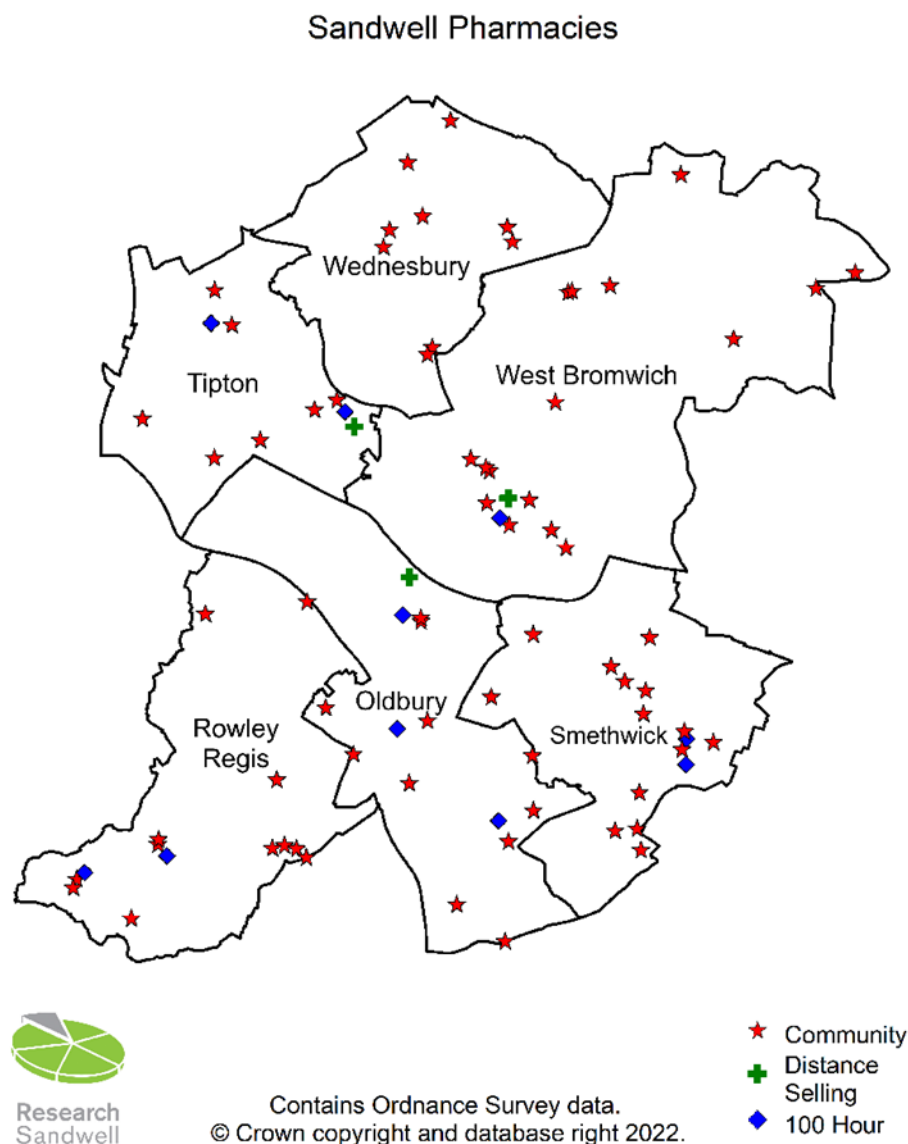 Sandwell Pharmacies
Wednesbury
West Bromwich
Tipton
Oldbury
Rowley
Regis
Smethwick
Community
Distance
Selling
100 Hour
Research
Sandwell
Contains Ordnance Survey data.
© Crown copyright and database right 2022.